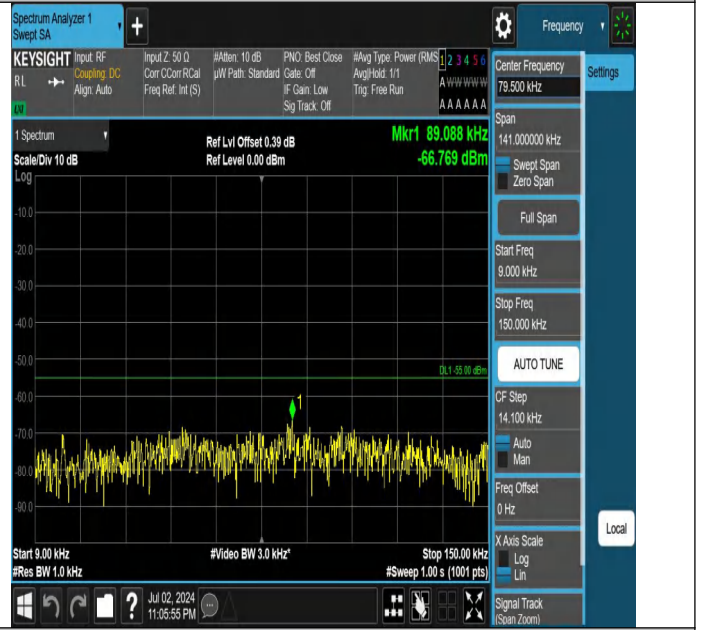 Spectrum Analyzer 1
Swept SA
+
Frequency
KEYSIGHT
RL
LXI
Input: RF
Coupling: DC
Align: Auto
Input Z: 50 Ω
Corr CCorr RCal
Freq Ref: Int (S)
#Atten: 10 dB
µW Path: Standard
PNO: Best Close
Gate: Off
IF Gain: Low
Sig Track: Off
#Avg Type: Power (RMS
Avg|Hold: 1/1
Trig: Free Run
1 2 3 4 5 6
A W W W W W
A A A A A A
1 Spectrum
Scale/Div 10 dB
Log
Ref Lvl Offset 0.39 dB
Ref Level 0.00 dBm
Mkr1 89.088 kHz
-66.769 dBm
-10.0
-20.0
-30.0
-40.0
-50.0
DL1 -55.00 dBm
-60.0
1
-70.0
-80.0
-90.0
Start 9.00 kHz
#Res BW 1.0 kHz
#Video BW 3.0 kHz*
Stop 150.00 kHz
#Sweep 1.00 s (1001 pts)
Jul 02, 2024
11:05:55 PM
?
Center Frequency
79.500 kHz
Span
141.000000 kHz
Swept Span
Zero Span
Full Span
Start Freq
9.000 kHz
Stop Freq
150.000 kHz
AUTO TUNE
CF Step
14.100 kHz
Auto
Man
Freq Offset
0 Hz
X Axis Scale
Log
Lin
Signal Track
(Span Zoom)
Settings
Local